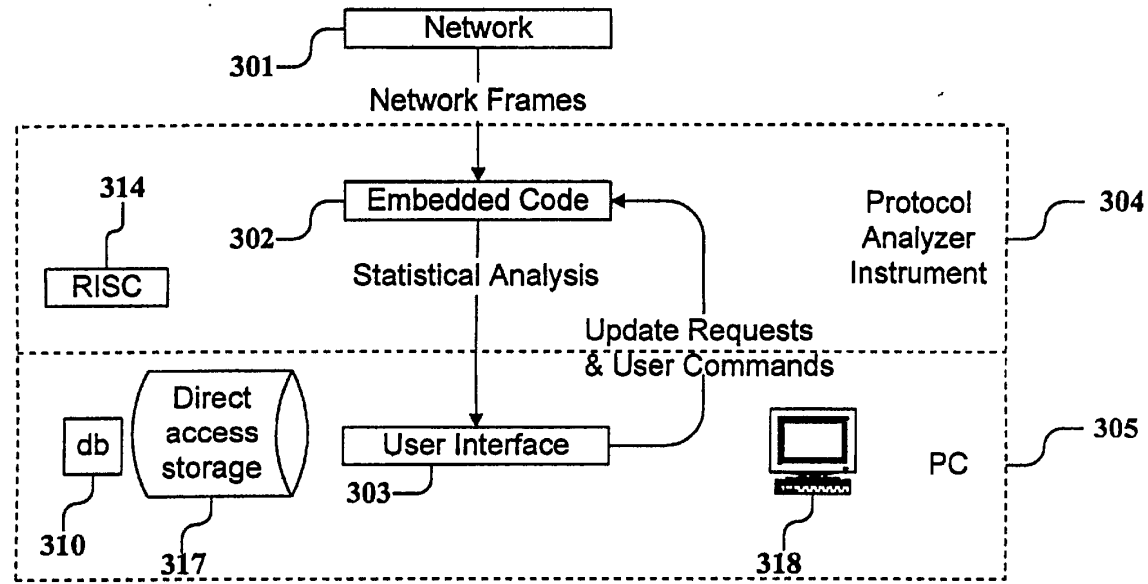 Network
301
Network Frames
314
Embedded Code
302
Protocol
Analyzer
Instrument
304
RISC
Statistical Analysis
Update Requests
& User Commands
Direct
access
storage
db
User Interface
303
PC
305
310
317
318